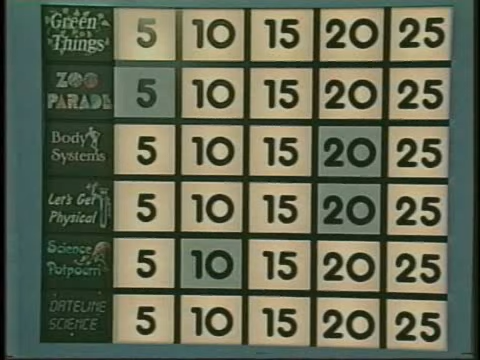 Green Things 5 10 15 20 25
ZOO PARADE 5 10 15 20 25
Body Systems 5 10 15 20 25
Let's Get Physical 5 10 15 20 25
Science Potpourri 5 10 15 20 25
DATELINE SCIENCE 5 10 15 20 25